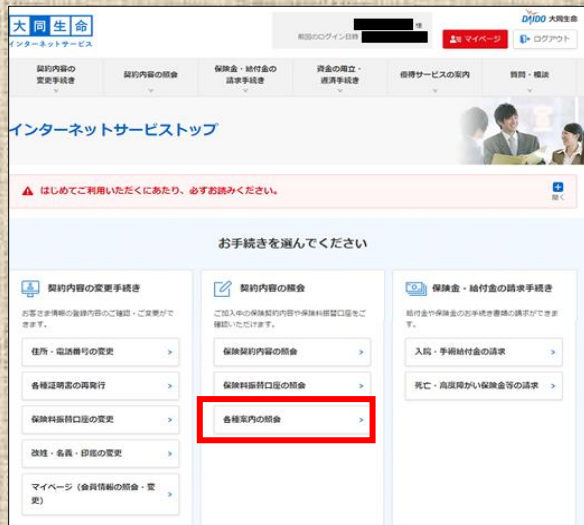 大同生命
インターネットサービス
様
前回のログイン日時
DAIDO 大同生命
マイページ
ログアウト
契約内容の
変更手続き
契約内容の照会
保険金・給付金の
請求手続き
資金の用立・
返済手続き
優待サービスの案内
質問・相談
インターネットサービストップ
はじめてご利用いただくにあたり、必ずお読みください。
開く
お手続きを選んでください
契約内容の変更手続き
お客さま情報の登録内容のご確認・ご変更がで
きます。
住所・電話番号の変更
各種証明書の再発行
保険料振替口座の変更
改姓・名義・印鑑の変更
マイページ（会員情報の照会・変
更）
契約内容の照会
ご加入中の保険契約内容や保険料振替口座をご
確認いただけます。
保険契約内容の照会
保険料振替口座の照会
各種案内の照会
保険金・給付金の請求手続き
給付金や保険金のお手続き書類の請求ができま
す。
入院・手術給付金の請求
死亡・高度障がい保険金等の請求